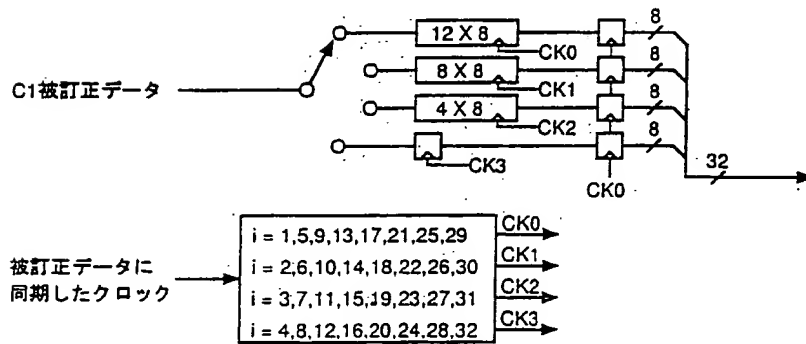 12 X 8
CK0
8
C1被訂正データ
8 X 8
CK1
8
4 X 8
CK2
8
CK3
8
32
CK0
被訂正データに
同期したクロック
i = 1,5,9,13,17,21,25,29
CK0
i = 2,6,10,14,18,22,26,30
CK1
i = 3,7,11,15,19,23,27,31
CK2
i = 4,8,12,16,20,24,28,32
CK3